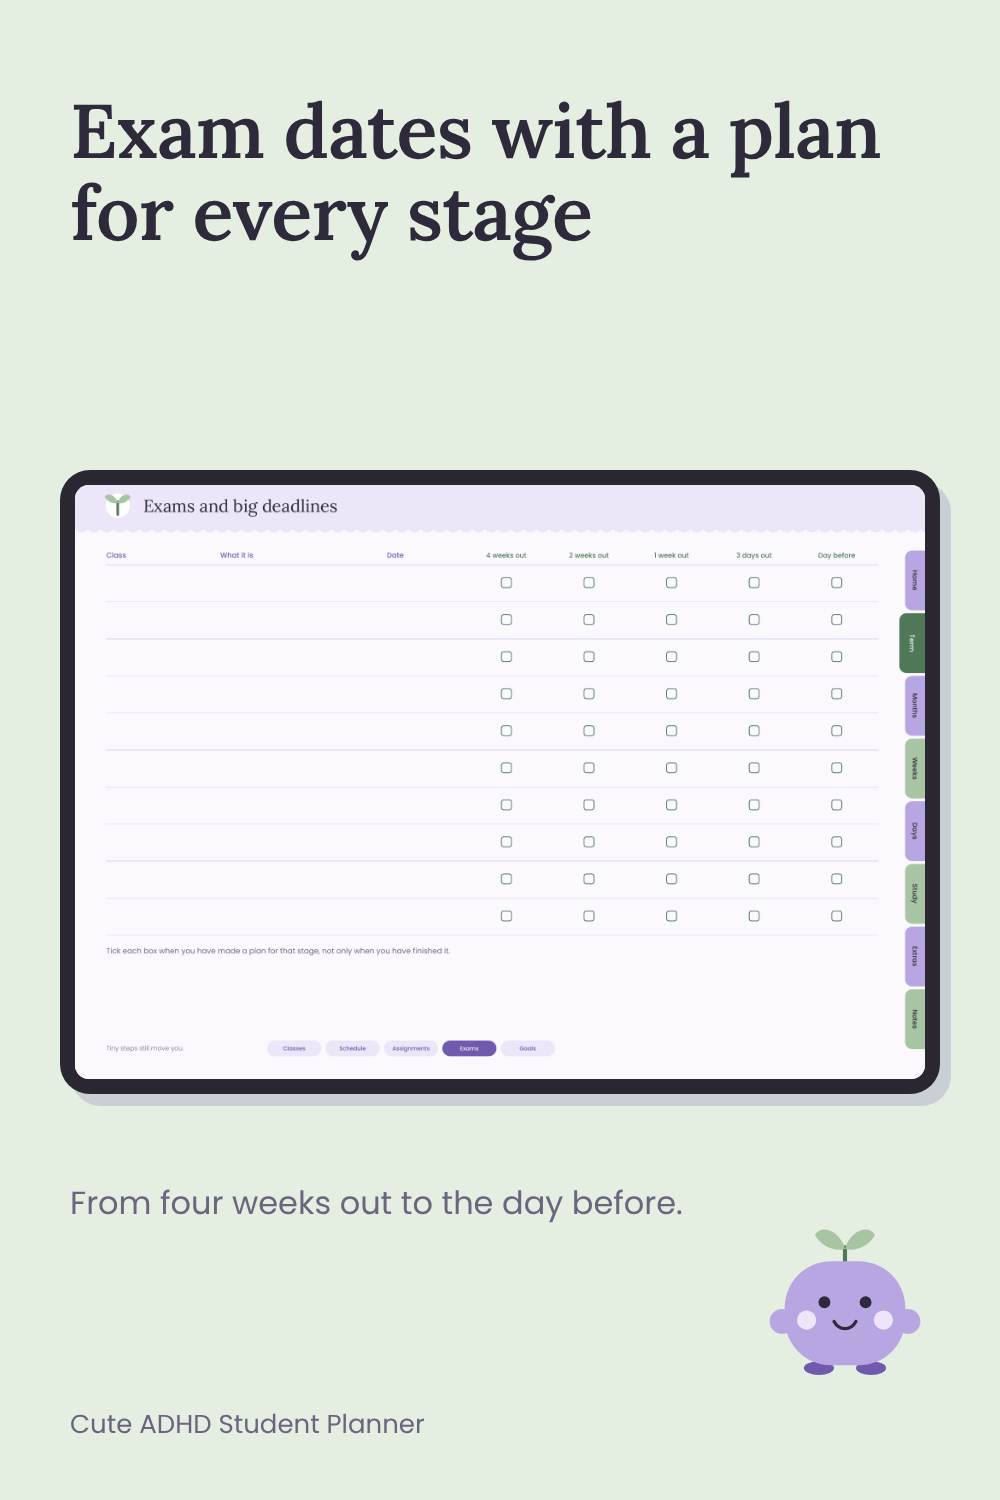 Exam dates with a plan
for every stage
Exams and big deadlines
Class What it is Date 4 weeks out 2 weeks out 1 week out 3 days out Day before
Home
Term
Months
Weeks
Days
Study
Extras
Notes
Tick each box when you have made a plan for that stage, not only when you have finished it.
Tiny steps still move you.
Classes Schedule Assignments Exams Goals
From four weeks out to the day before.
Cute ADHD Student Planner